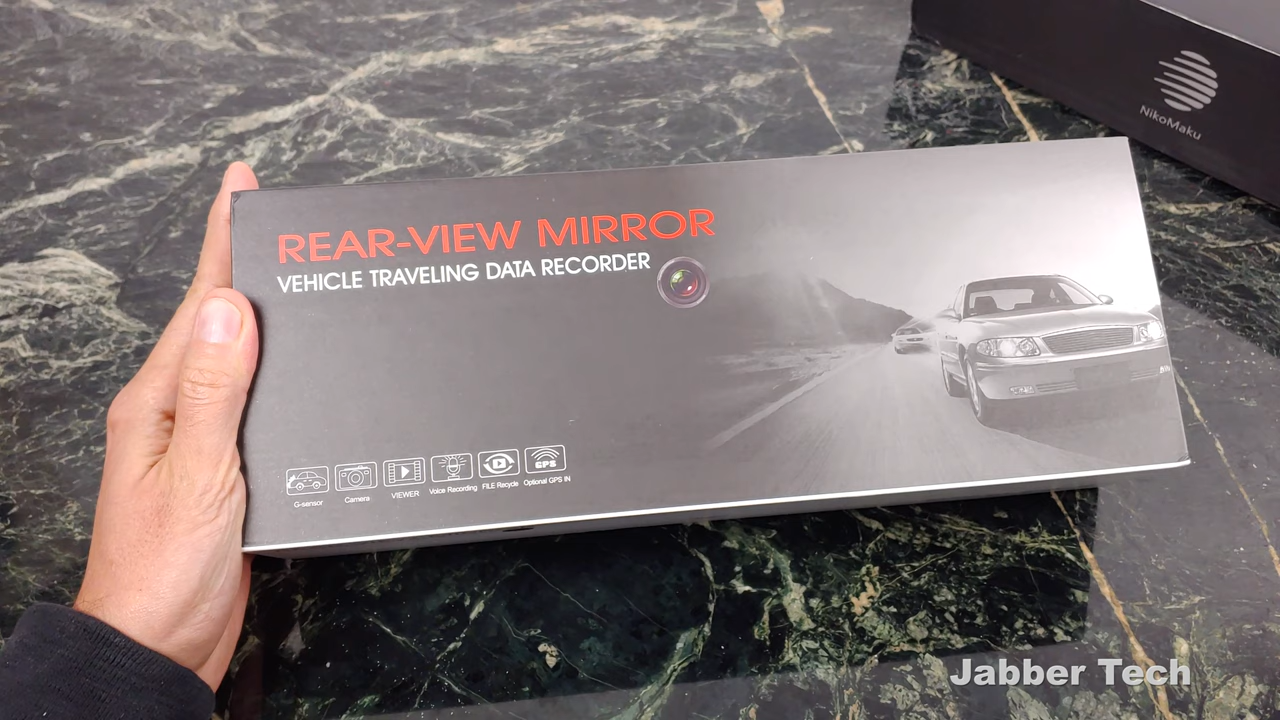 NikoMaku
REAR-VIEW MIRROR
VEHICLE TRAVELING DATA RECORDER
G-sensor
Camera
VIEWER
Voice Recording
FILE Recycle
GPS
Optional GPS IN
Jabber Tech